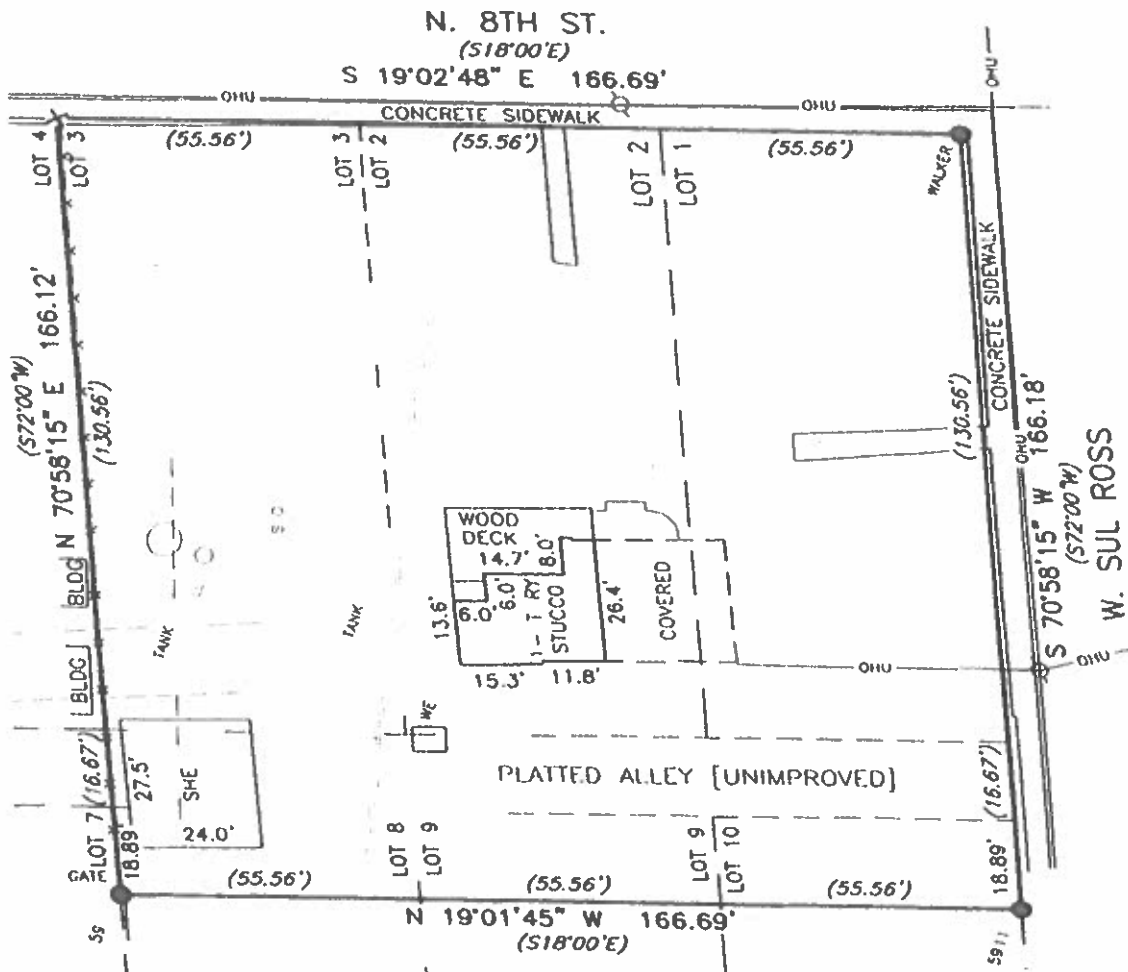 N. 8TH ST.
(S18°00'E)
S 19°02'48" E 166.69'
OHU
OHU
OHU
CONCRETE SIDEWALK
(55.56')
(55.56')
(55.56')
LOT 4
LOT 3
LOT 3
LOT 2
LOT 2
LOT 1
WALKER
CONCRETE SIDEWALK
N 70°58'15" E 166.12'
(S72°00'W)
(130.56')
(130.56')
OHU
S 70°58'15" W 166.18'
(S72°00'W)
W. SUL ROSS
WOOD
DECK
14.7'
8.0'
6.0'
6.0'
13.6'
STUCCO
26.4'
COVERED
15.3'
11.8'
OHU
OHU
BLDG
BLDG
TANK
TANK
WE
PLATTED ALLEY [UNIMPROVED]
(16.67')
(16.67')
27.5'
SHE
24.0'
LOT 7
18.89'
GATE
LOT 8
LOT 9
LOT 9
LOT 10
18.89'
(55.56')
(55.56')
(55.56')
N 19°01'45" W 166.69'
(S18°00'E)